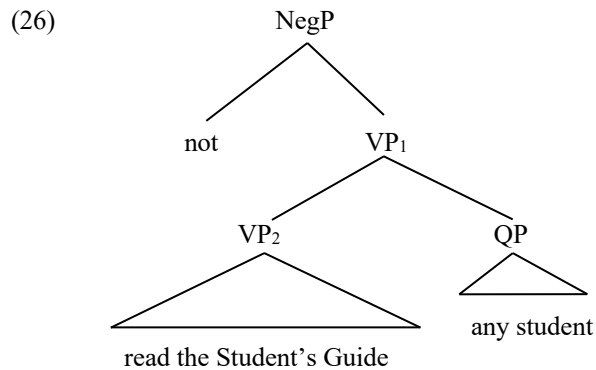 (26) NegP
not VP₁
VP₂ QP
any student
read the Student’s Guide